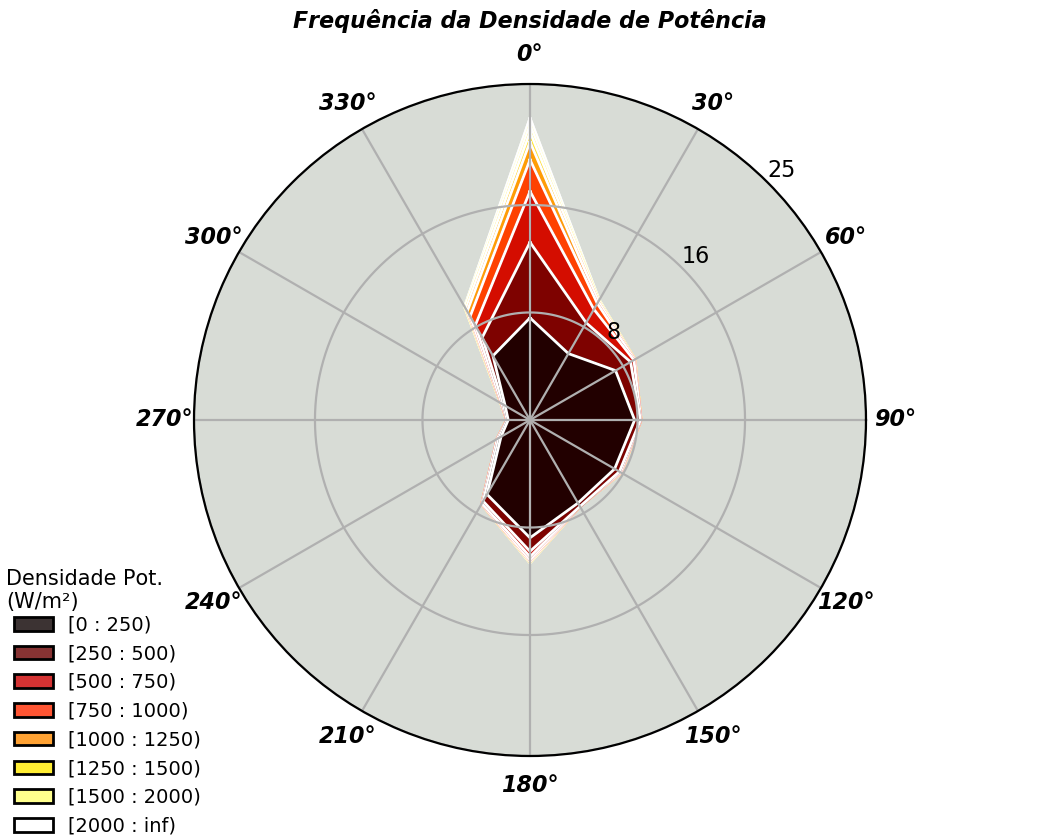 Frequência da Densidade de Potência
0°
330°
30°
25
300°
60°
16
8
270°
90°
Densidade Pot.
(W/m²)
240°
120°
[0 : 250)
[250 : 500)
[500 : 750)
[750 : 1000)
210°
150°
[1000 : 1250)
[1250 : 1500)
180°
[1500 : 2000)
[2000 : inf)